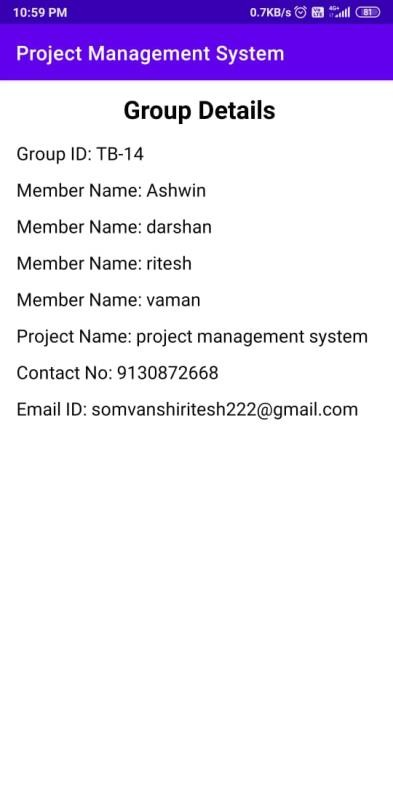 10:59 PM 0.7KB/s 4G+ 81
Project Management System
Group Details
Group ID: TB-14
Member Name: Ashwin
Member Name: darshan
Member Name: ritesh
Member Name: vaman
Project Name: project management system
Contact No: 9130872668
Email ID: somvanshiritesh222@gmail.com